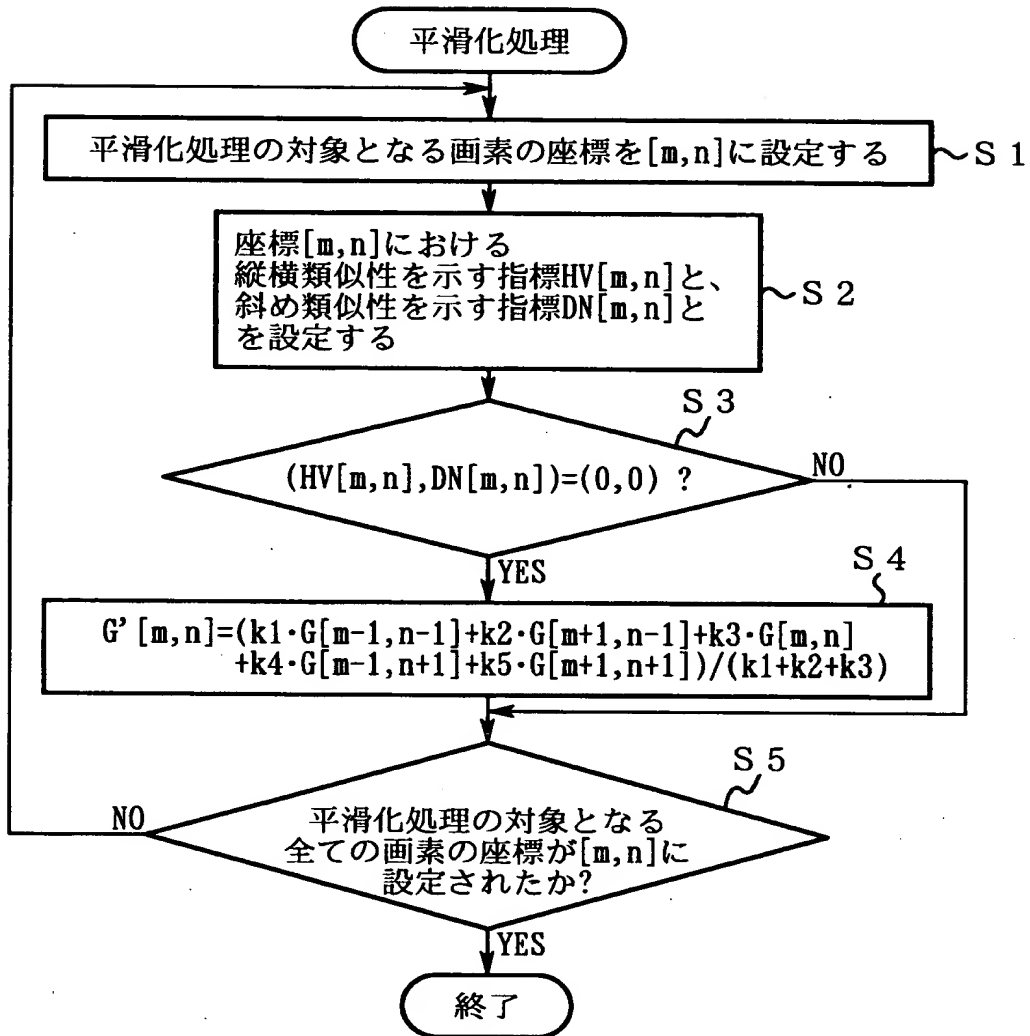 平滑化処理
平滑化処理の対象となる画素の座標を[m,n]に設定する
S1
座標[m,n]における
縦横類似性を示す指標HV[m,n]と、
斜め類似性を示す指標DN[m,n]と
を設定する
S2
S3
(HV[m,n],DN[m,n])=(0,0) ?
NO
YES
S4
G'[m,n]=(k1·G[m-1,n-1]+k2·G[m+1,n-1]+k3·G[m,n]
+k4·G[m-1,n+1]+k5·G[m+1,n+1])/(k1+k2+k3)
S5
NO
平滑化処理の対象となる
全ての画素の座標が[m,n]に
設定されたか?
YES
終了